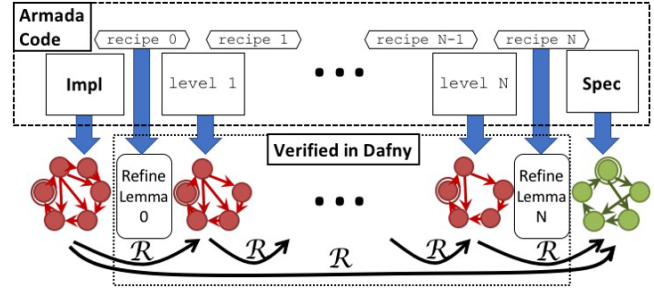 Armada
Code
recipe 0
recipe 1
recipe N-1
recipe N
Impl
level 1
...
level N
Spec
Verified in Dafny
Refine
Lemma
0
...
Refine
Lemma
N
R
R
R
R
R